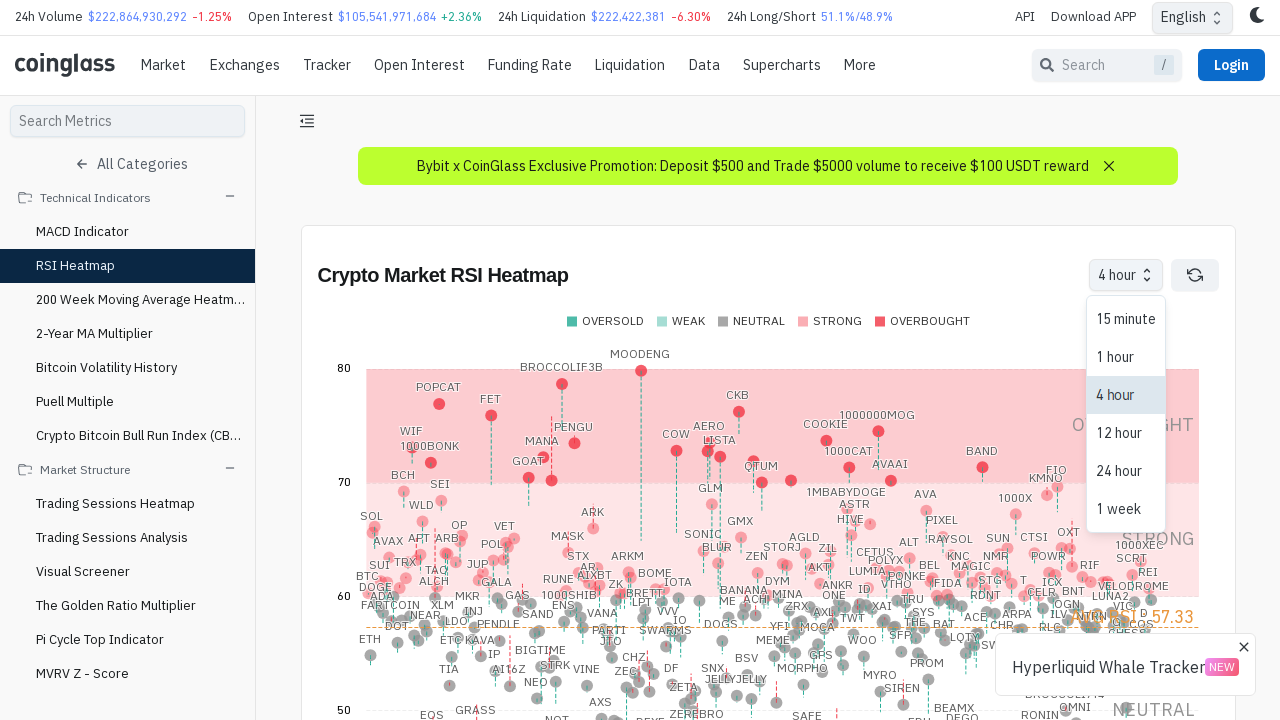 24h Volume $222,864,930,292 -1.25% Open Interest $105,541,971,684 +2.36% 24h Liquidation $222,422,381 -6.30% 24h Long/Short 51.1%/48.9% API Download APP English
coinglass Market Exchanges Tracker Open Interest Funding Rate Liquidation Data Supercharts More Search / Login
Search Metrics
All Categories
Technical Indicators
MACD Indicator
RSI Heatmap
200 Week Moving Average Heatm...
2-Year MA Multiplier
Bitcoin Volatility History
Puell Multiple
Crypto Bitcoin Bull Run Index (CB...
Market Structure
Trading Sessions Heatmap
Trading Sessions Analysis
Visual Screener
The Golden Ratio Multiplier
Pi Cycle Top Indicator
MVRV Z - Score
Bybit x CoinGlass Exclusive Promotion: Deposit $500 and Trade $5000 volume to receive $100 USDT reward
Crypto Market RSI Heatmap
4 hour
15 minute
1 hour
4 hour
12 hour
24 hour
1 week
OVERSOLD WEAK NEUTRAL STRONG OVERBOUGHT
MOODENG
80
BROCCOLIF3B
POPCAT
FET
CKB
1000000MOG
COOKIE
AERO
PENGU
WIF
COW
LISTA
MANA
1000BONK
1000CAT
BAND
GOAT
QTUM
AVAAI
FIO
BCH
KMNO
70
SEI
GLM
1MBABYDOGE
AVA
1000X
WLD
ASTR
SOL
ARK
HIVE
PIXEL
GMX
OP
VET
STRONG
MASK
SONIC
AGLD
OXT
AVAX
APT
ARB
RAYSOL
SUN
CTSI
POL
ALT
1000XEC
BLUR
STORJ
ZIL
CETUS
STX
ARKM
ZEN
KNC
NMR
POWR
SCRT
SUI
TRX
JUP
POLYX
BEL
MAGIC
RIF
TAO
AKT
LUMIA
REI
BTC
BOME
AIXBT
RUNE
ALCH
GALA
IOTA
DYM
PONKE
STG
T
ICX
DOGE
ZK
ANKR
ID
VTHO
FIDA
VELODROME
60
ADA
MKR
GAS
1000SHIB
BRETT
BANANA
MINA
ONE
RDNT
CELR
BNT
LUNA2
FARTCOIN
XLM
INJ
ENS
LPT
ME
ACH
ZRX
XAI
TRU
OGN
VIC
NEAR
SAND
VANA
VVV
AXL
SYS
ARPA
ILV
D
LDO
TWT
ACE
57.33
DOT
PENDLE
PARTI
IO
SWARMS
DOGS
YFI
MOCA
THE
BAT
CHR
RLC
ETH
ETC
KAVA
JTO
MEME
WOO
SFP
LQTY
IP
BIGTIME
CHZ
BSV
GPS
TIA
AI16Z
STRK
VINE
ZEC
DF
SNX
MORPHO
PROM
NEO
JELLYJELLY
MYRO
ZETA
SIREN
AXS
BEAMX
OMNI
50
EOS
GRASS
ZEREBRO
SAFE
RONIN
NEUTRAL
Hyperliquid Whale Tracker NEW